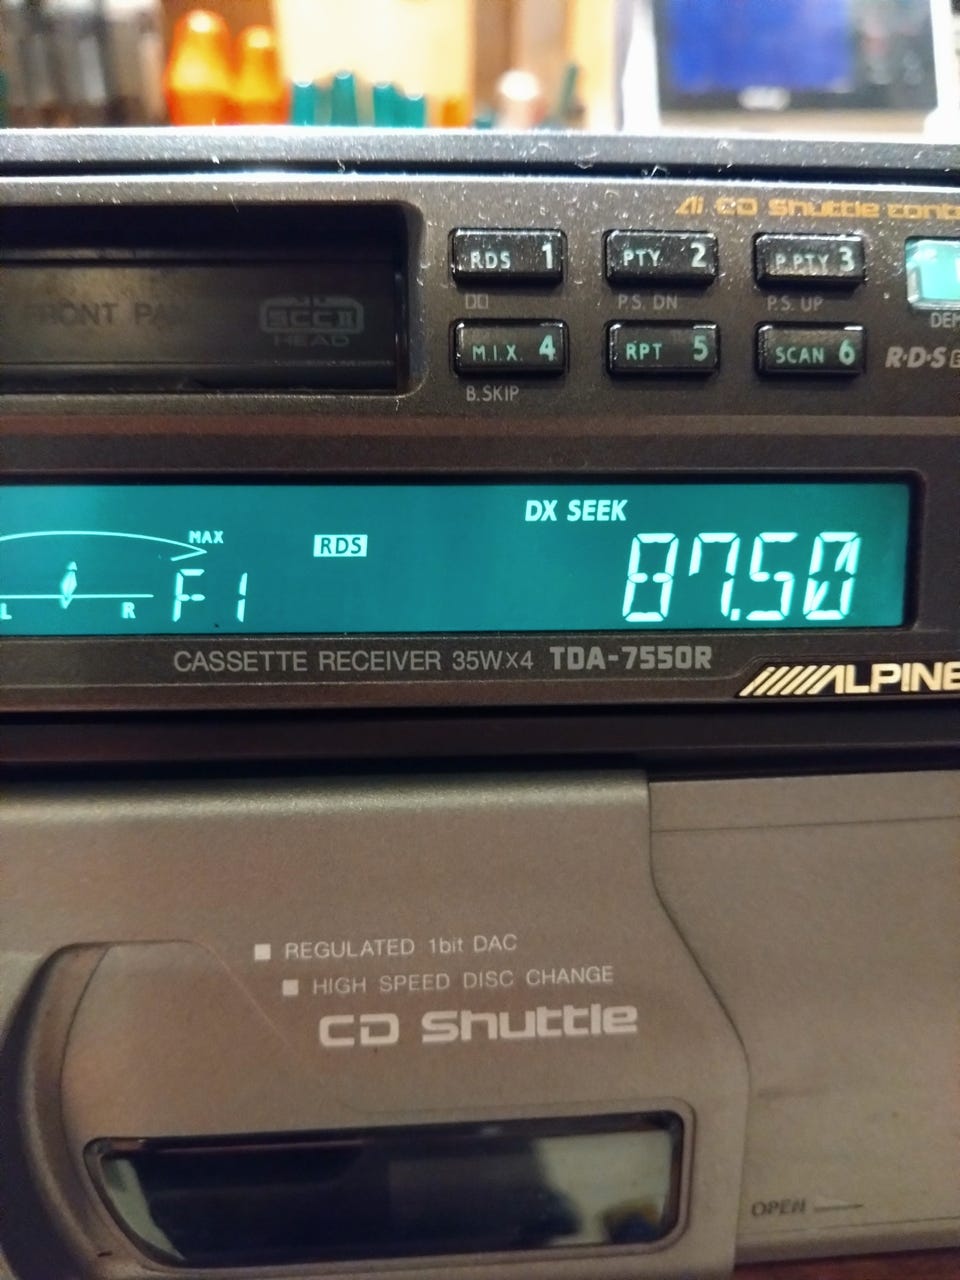 Ai CD Shuttle
RDS 1
PTY 2
P.PTY 3
P.S. DN
P.S. UP
M.I.X. 4
RPT 5
SCAN 6
B.SKIP
FRONT
SCC II
HEAD
R·D·S
DX SEEK
MAX
RDS
L
R
F1
87.50
CASSETTE RECEIVER 35W×4 TDA-7550R
ALPINE
REGULATED 1bit DAC
HIGH SPEED DISC CHANGE
CD Shuttle
OPEN